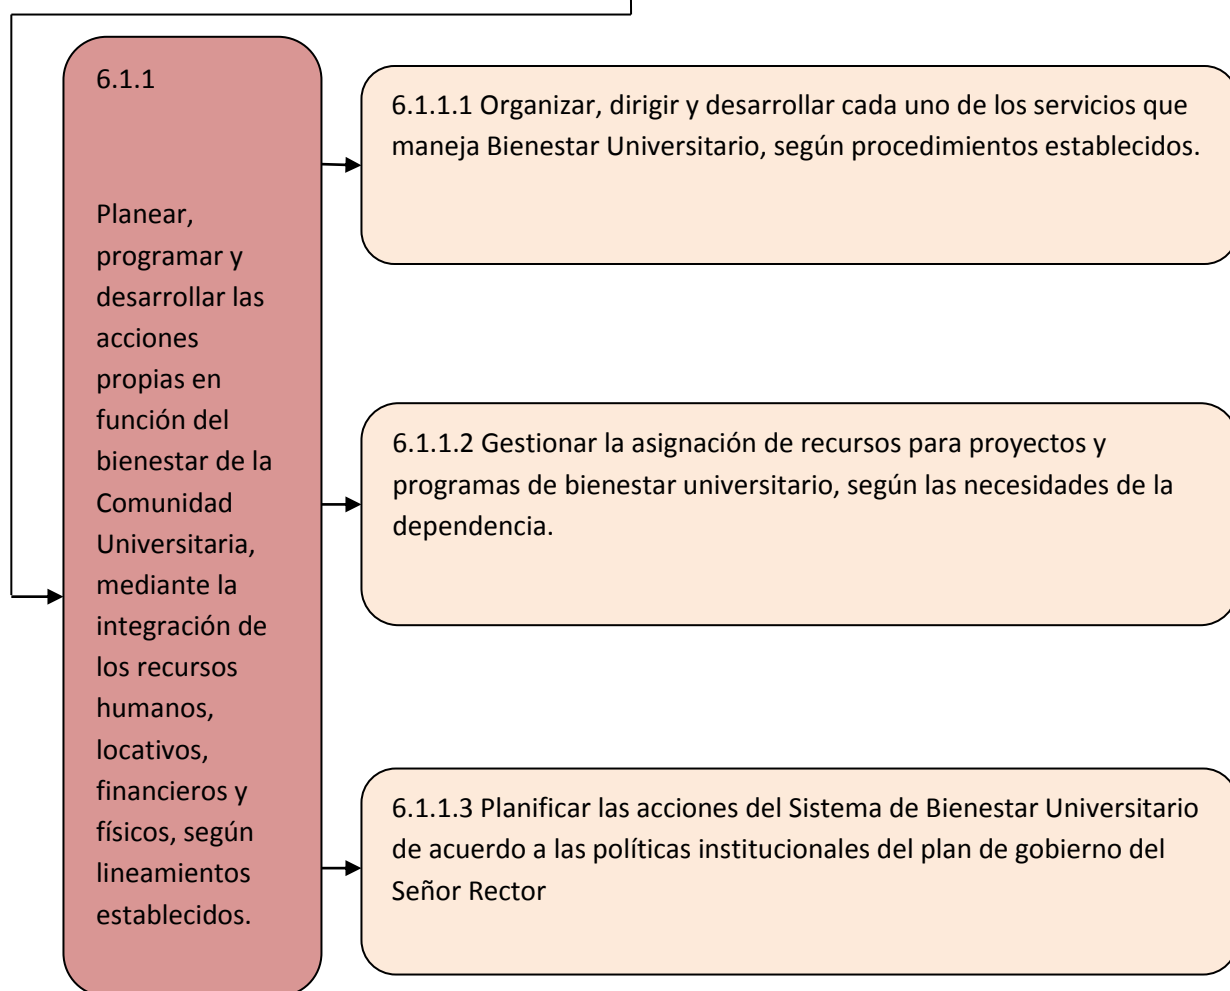 6.1.1
Planear,
programar y
desarrollar las
acciones
propias en
función del
bienestar de la
Comunidad
Universitaria,
mediante la
integración de
los recursos
humanos,
locativos,
financieros y
físicos, según
lineamientos
establecidos.
6.1.1.1 Organizar, dirigir y desarrollar cada uno de los servicios que
maneja Bienestar Universitario, según procedimientos establecidos.
6.1.1.2 Gestionar la asignación de recursos para proyectos y
programas de bienestar universitario, según las necesidades de la
dependencia.
6.1.1.3 Planificar las acciones del Sistema de Bienestar Universitario
de acuerdo a las políticas institucionales del plan de gobierno del
Señor Rector